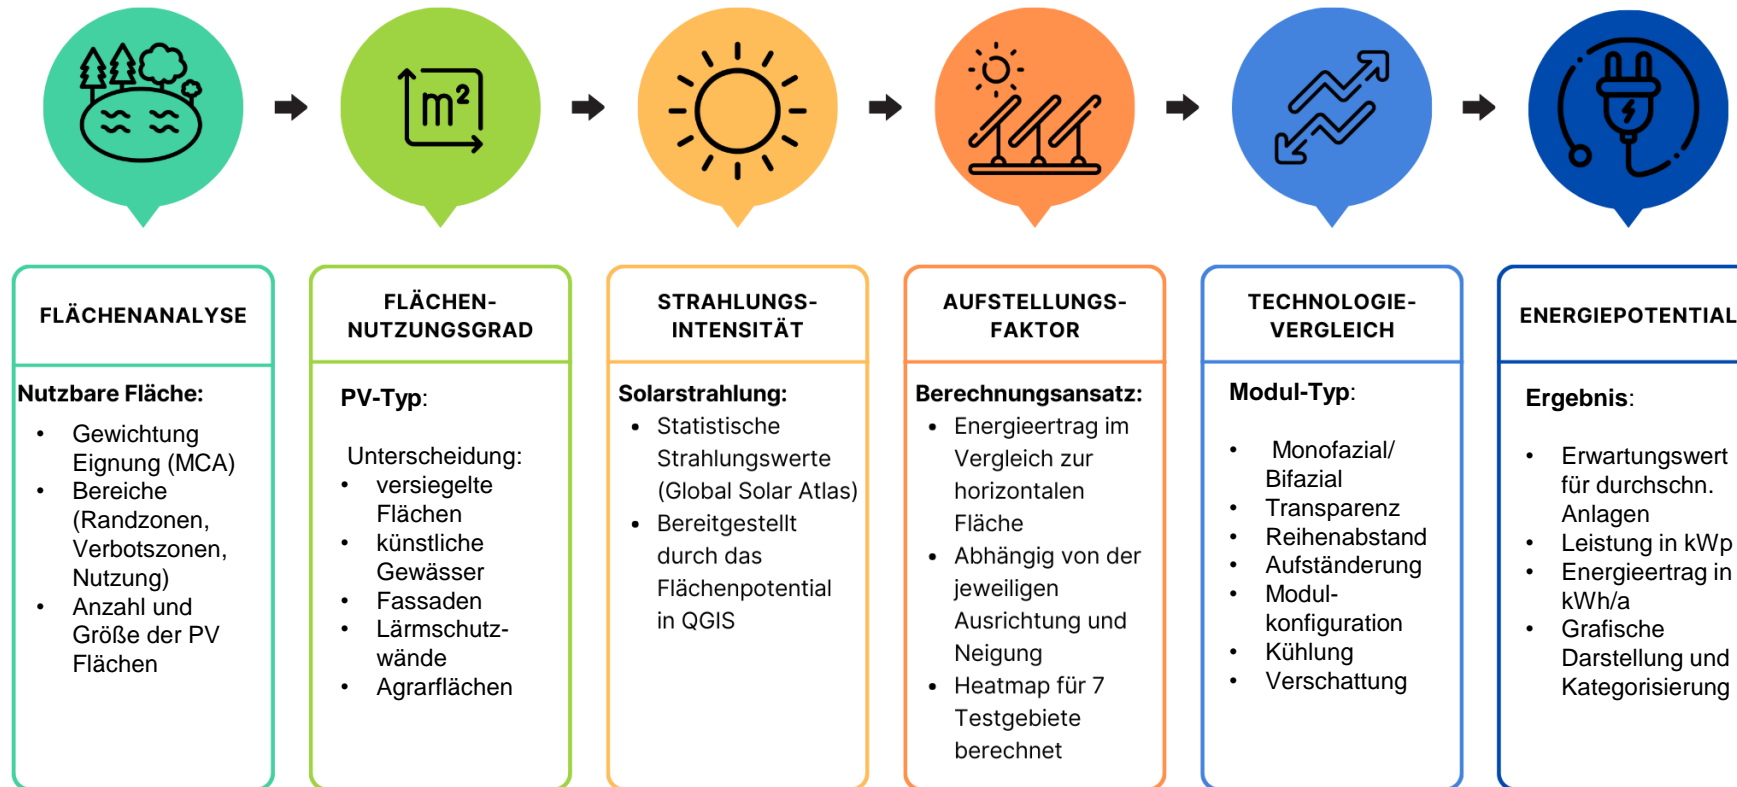 m²
FLÄCHENANALYSE
Nutzbare Fläche:
• Gewichtung
Eignung (MCA)
• Bereiche
(Randzonen,
Verbotszonen,
Nutzung)
• Anzahl und
Größe der PV
Flächen
FLÄCHEN-
NUTZUNGSGRAD
PV-Typ:
Unterscheidung:
• versiegelte
Flächen
• künstliche
Gewässer
• Fassaden
• Lärmschutz-
wände
• Agrarflächen
STRAHLUNGS-
INTENSITÄT
Solarstrahlung:
• Statistische
Strahlungswerte
(Global Solar Atlas)
• Bereitgestellt
durch das
Flächenpotential
in QGIS
AUFSTELLUNGS-
FAKTOR
Berechnungsansatz:
• Energieertrag im
Vergleich zur
horizontalen
Fläche
• Abhängig von der
jeweiligen
Ausrichtung und
Neigung
• Heatmap für 7
Testgebiete
berechnet
TECHNOLOGIE-
VERGLEICH
Modul-Typ:
• Monofazial/
Bifazial
• Transparenz
• Reihenabstand
• Aufständerung
• Modul-
konfiguration
• Kühlung
• Verschattung
ENERGIEPOTENTIAL
Ergebnis:
• Erwartungswert
für durchschn.
Anlagen
• Leistung in kWp
• Energieertrag in
kWh/a
• Grafische
Darstellung und
Kategorisierung